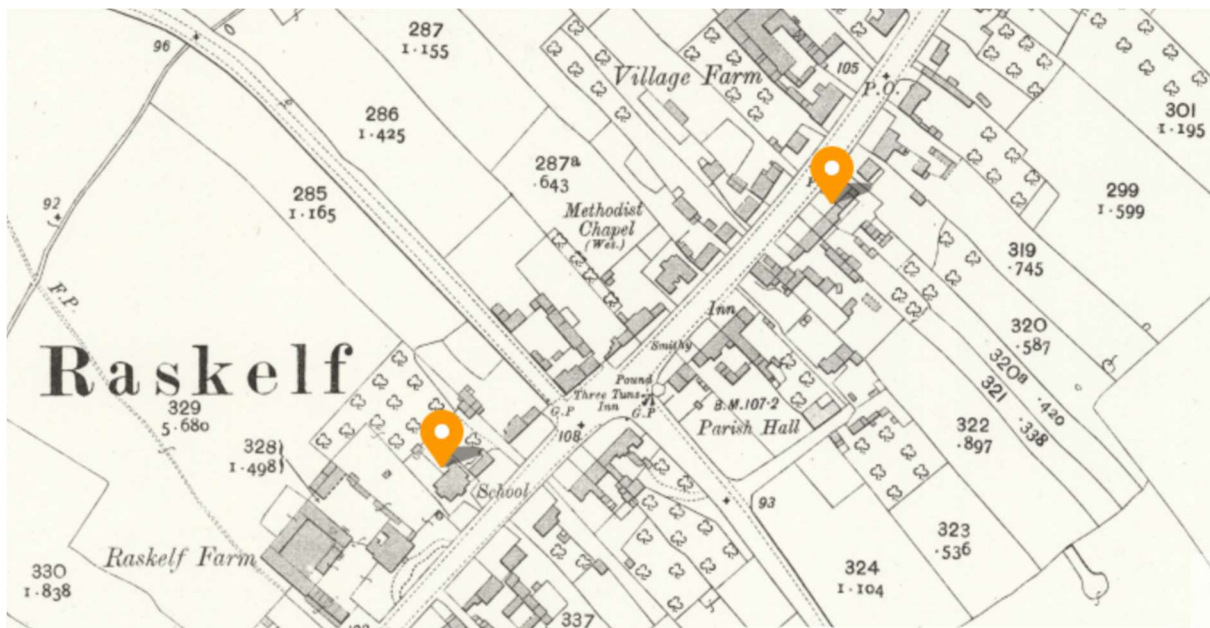 96
287
1·155
Village Farm
105
P.O.
301
1·195
286
1·425
287a
·643
299
1·599
285
1·165
92
Methodist
Chapel
(Wes.)
319
·745
F.P.
Inn
320
·587
Smithy
Raskelf
320a
·420
321
·338
Pound
Three Tuns
Inn
G.P
G.P
B.M.107·2
Parish Hall
322
·897
329
5·680
108
328
1·498
School
93
323
·536
Raskelf Farm
330
1·838
324
1·104
337